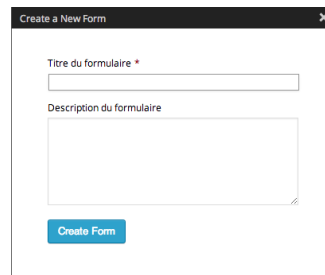 Create a New Form
Titre du formulaire *
Description du formulaire
Create Form